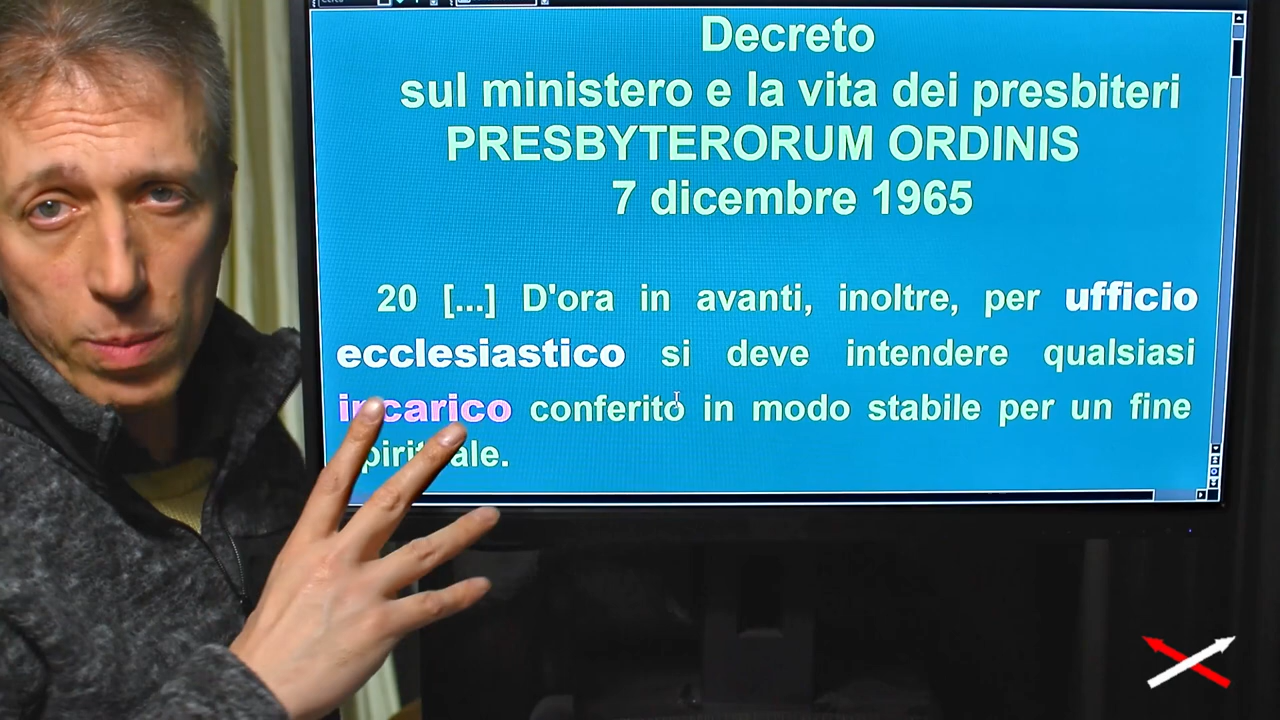 Decreto
sul ministero e la vita dei presbiteri
PRESBYTERORUM ORDINIS
7 dicembre 1965
20 [...] D'ora in avanti, inoltre, per ufficio
ecclesiastico si deve intendere qualsiasi
incarico conferito in modo stabile per un fine
spirituale.